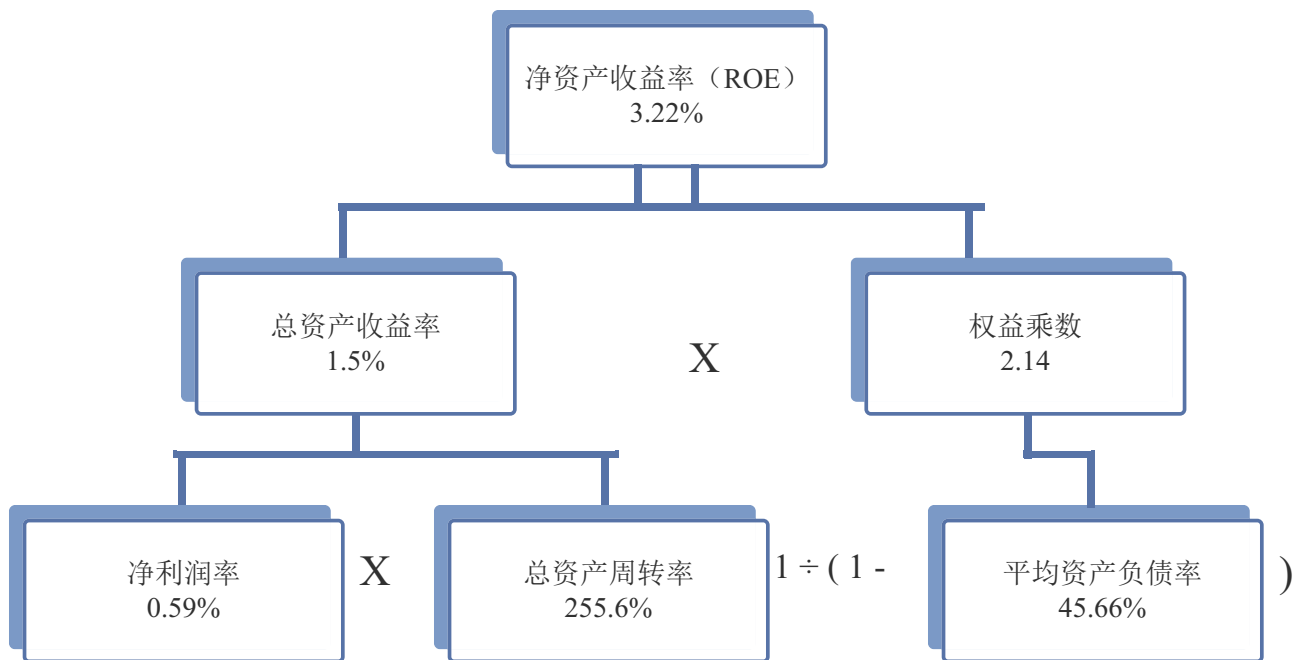 净资产收益率（ROE）
3.22%
总资产收益率
1.5%
X
权益乘数
2.14
净利润率
0.59%
X
总资产周转率
255.6%
1 ÷ ( 1 -
平均资产负债率
45.66%
)